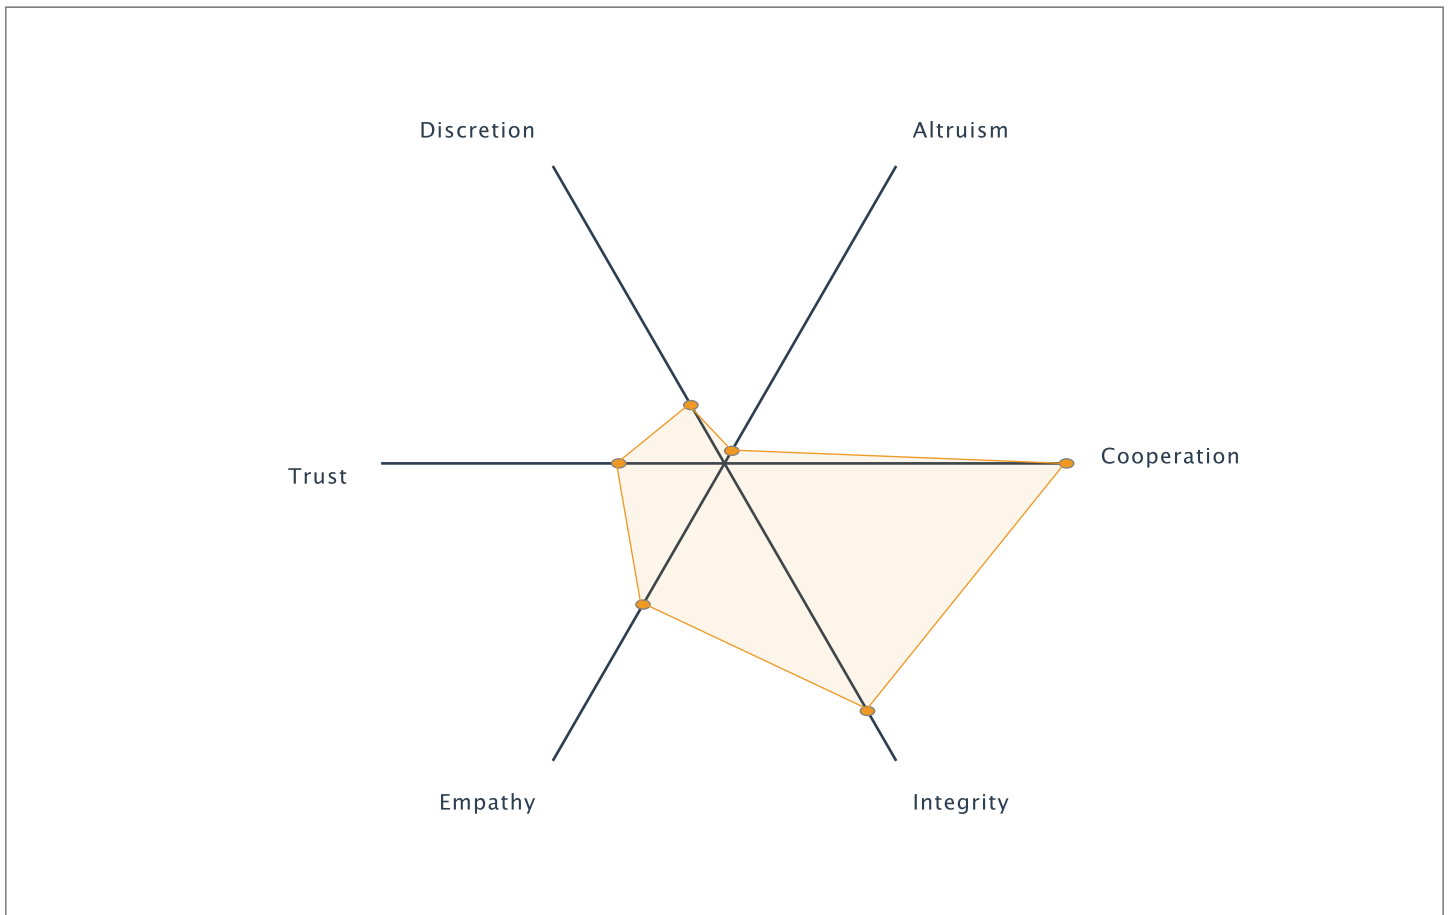 Discretion
Altruism
Cooperation
Trust
Empathy
Integrity